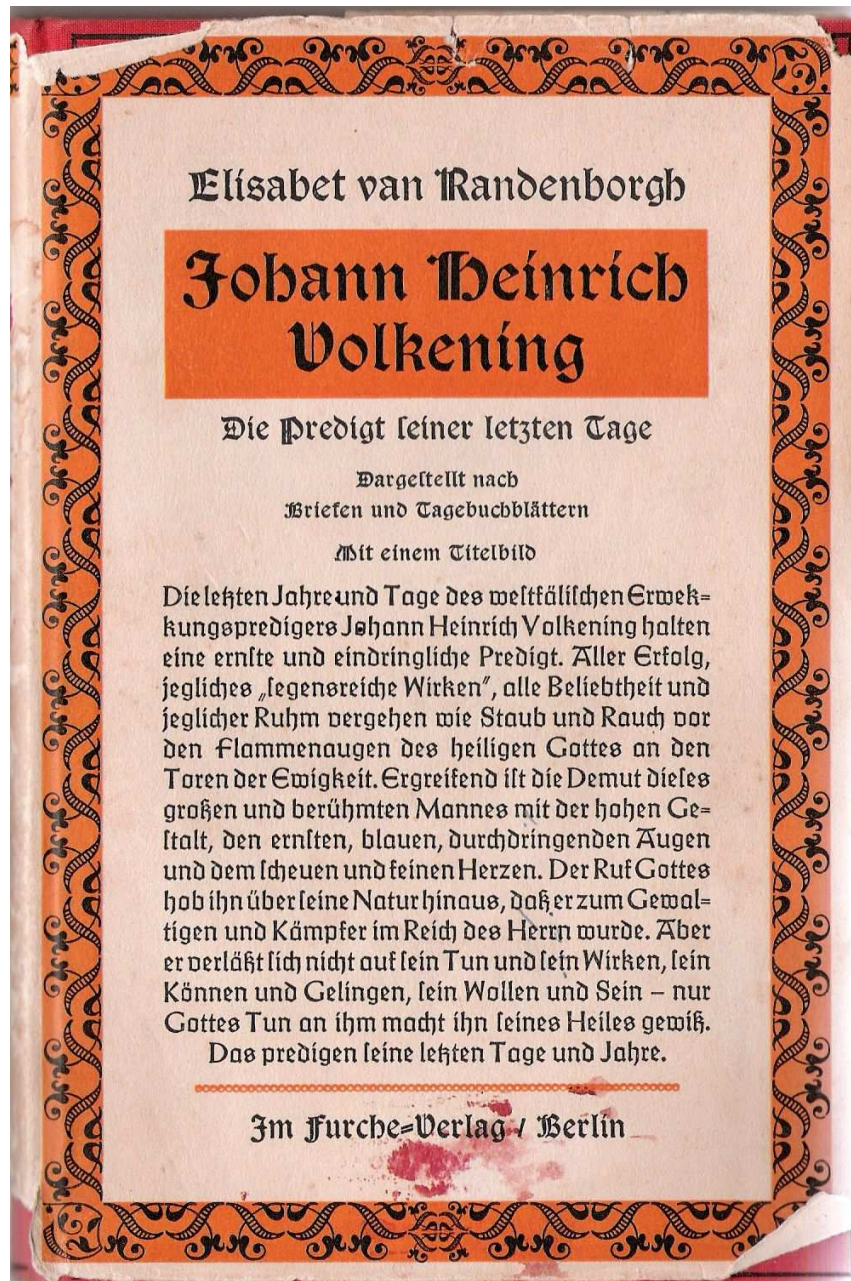 Elisabet van Randenborgh
Johann Heinrich
Volkening
Die Predigt seiner letzten Tage
Dargestellt nach
Briefen und Tagebuchblättern
Mit einem Titelbild
Die letzten Jahre und Tage des westfälischen Erwek=
kungspredigers Johann Heinrich Volkening halten
eine ernste und eindringliche Predigt. Aller Erfolg,
jegliches „segensreiche Wirken“, alle Beliebtheit und
jeglicher Ruhm vergehen wie Staub und Rauch vor
den Flammenaugen des heiligen Gottes an den
Toren der Ewigkeit. Ergreifend ist die Demut dieses
großen und berühmten Mannes mit der hohen Ge=
stalt, den ernsten, blauen, durchdringenden Augen
und dem scheuen und feinen Herzen. Der Ruf Gottes
hob ihn über seine Natur hinaus, daß er zum Gewal=
tigen und Kämpfer im Reich des Herrn wurde. Aber
er verläßt sich nicht auf sein Tun und sein Wirken, sein
Können und Gelingen, sein Wollen und Sein – nur
Gottes Tun an ihm macht ihn seines Heiles gewiß.
Das predigen seine letzten Tage und Jahre.
Im Furche=Verlag / Berlin